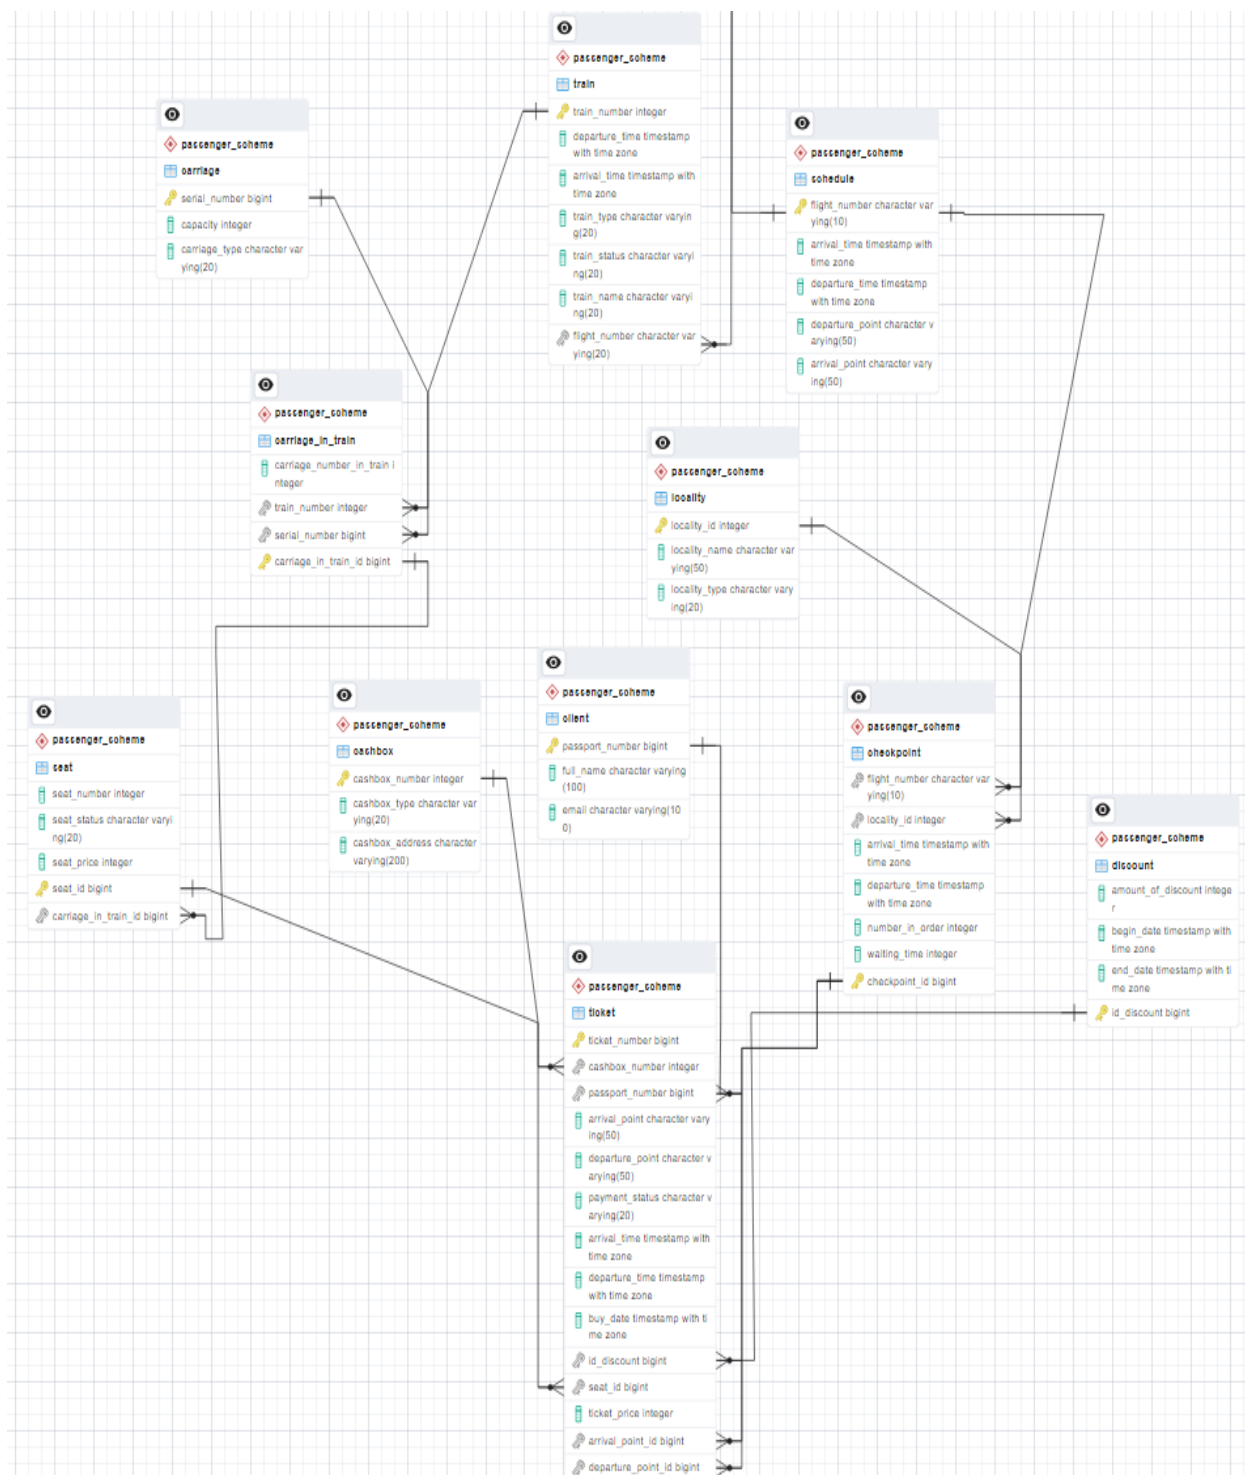 passenger_scheme
train
train_number integer
departure_time timestamp
with time zone
arrival_time timestamp with
time zone
train_type character varyin
g(20)
train_status character varyi
ng(20)
train_name character varyi
ng(20)
flight_number character var
ying(20)
passenger_scheme
carriage
serial_number bigint
capacity integer
carriage_type character var
ying(20)
passenger_scheme
schedule
flight_number character var
ying(10)
arrival_time timestamp with
time zone
departure_time timestamp
with time zone
departure_point character v
arying(50)
arrival_point character vary
ing(50)
passenger_scheme
carriage_in_train
carriage_number_in_train i
nteger
train_number integer
serial_number bigint
carriage_in_train_id bigint
passenger_scheme
locality
locality_id integer
locality_name character var
ying(50)
locality_type character vary
ing(20)
passenger_scheme
seat
seat_number integer
seat_status character varyi
ng(20)
seat_price integer
seat_id bigint
carriage_in_train_id bigint
passenger_scheme
cashbox
cashbox_number integer
cashbox_type character var
ying(20)
cashbox_address character
varying(200)
passenger_scheme
client
passport_number bigint
full_name character varying
(100)
email character varying(10
0)
passenger_scheme
checkpoint
flight_number character var
ying(10)
locality_id integer
arrival_time timestamp with
time zone
departure_time timestamp
with time zone
number_in_order integer
waiting_time integer
checkpoint_id bigint
passenger_scheme
discount
amount_of_discount intege
r
begin_date timestamp with
time zone
end_date timestamp with ti
me zone
id_discount bigint
passenger_scheme
ticket
ticket_number bigint
cashbox_number integer
passport_number bigint
arrival_point character vary
ing(50)
departure_point character v
arying(50)
payment_status character v
arying(20)
arrival_time timestamp with
time zone
departure_time timestamp
with time zone
buy_date timestamp with ti
me zone
id_discount bigint
seat_id bigint
ticket_price integer
arrival_point_id bigint
departure_point_id bigint